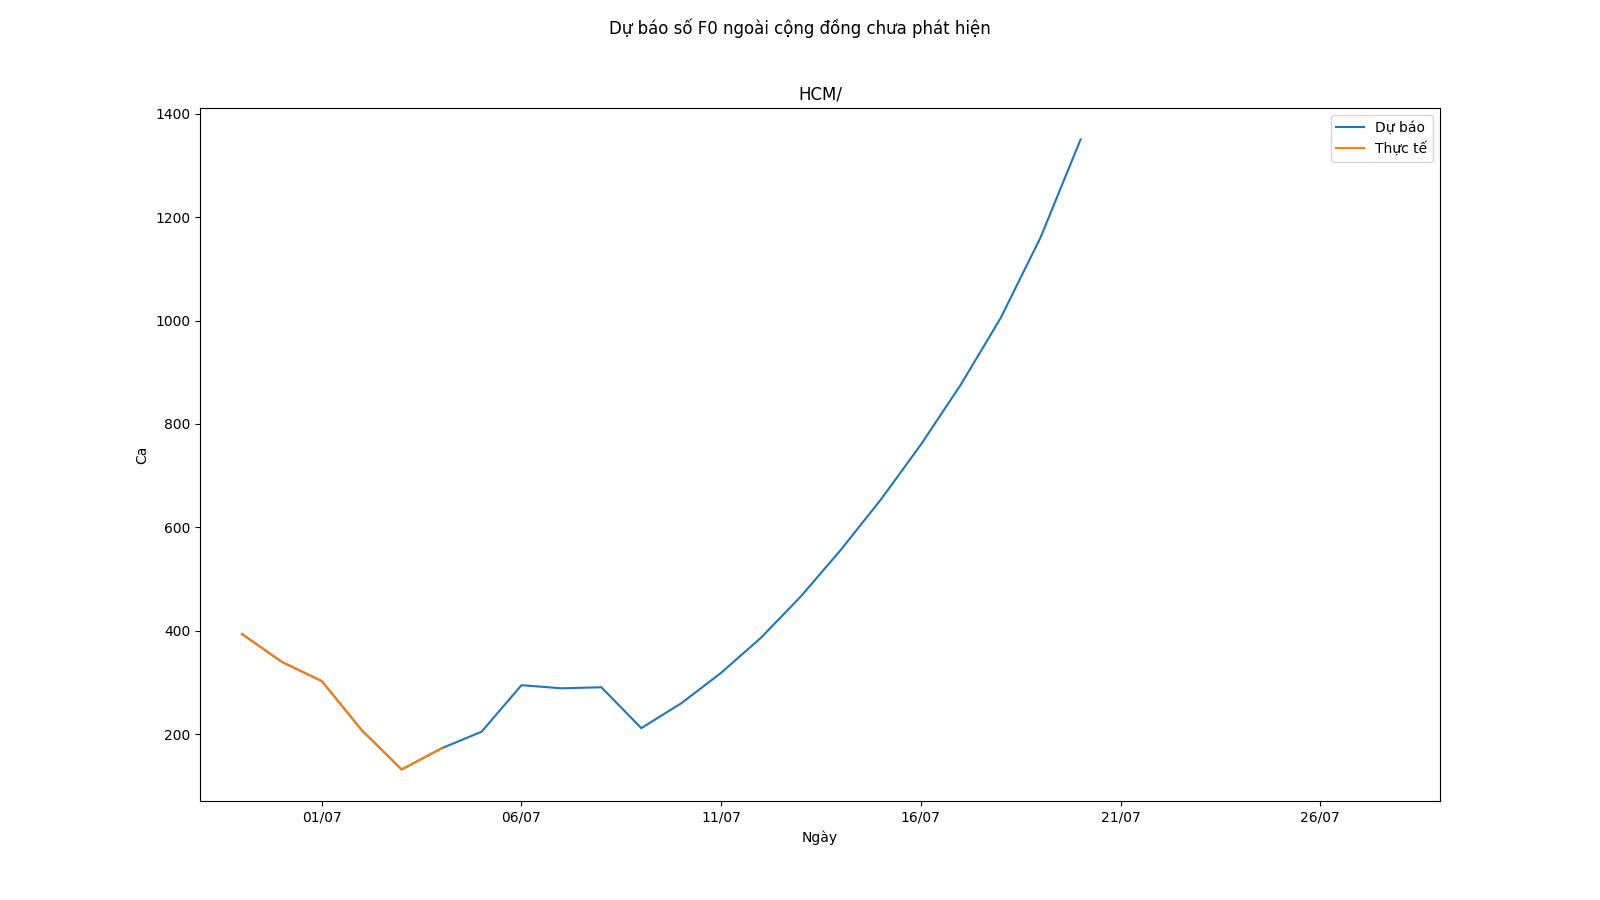 Dự báo số F0 ngoài cộng đồng chưa phát hiện
HCM/
1400
1200
1000
800
600
400
200
Ca
Dự báo
Thực tế
01/07
06/07
11/07
16/07
21/07
26/07
Ngày